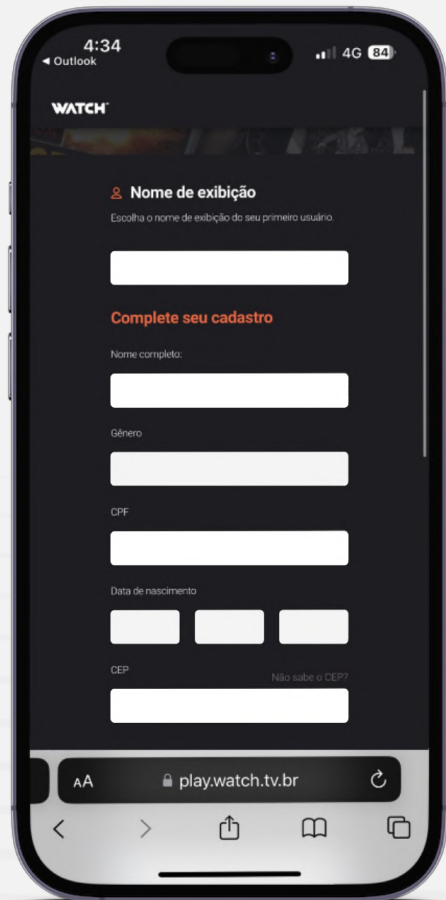 4:34
◂ Outlook
4G 84
WATCH
Nome de exibição
Escolha o nome de exibição do seu primeiro usuário.
Complete seu cadastro
Nome completo:
Gênero
CPF
Data de nascimento
CEP
Não sabe o CEP?
AA
play.watch.tv.br